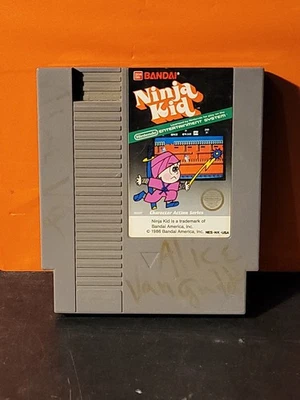 BANDAI
Ninja
Kid
Nintendo ENTERTAINMENT SYSTEM
Character Action Series
Ninja Kid is a trademark of
Bandai America, Inc.
© 1986 Bandai America, Inc. NES-NK-USA
ALICE
Vang